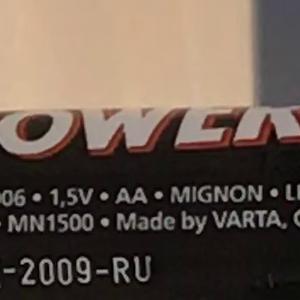 OWER
006 • 1,5V • AA • MIGNON •
• MN1500 • Made by VARTA,
-2009-RU